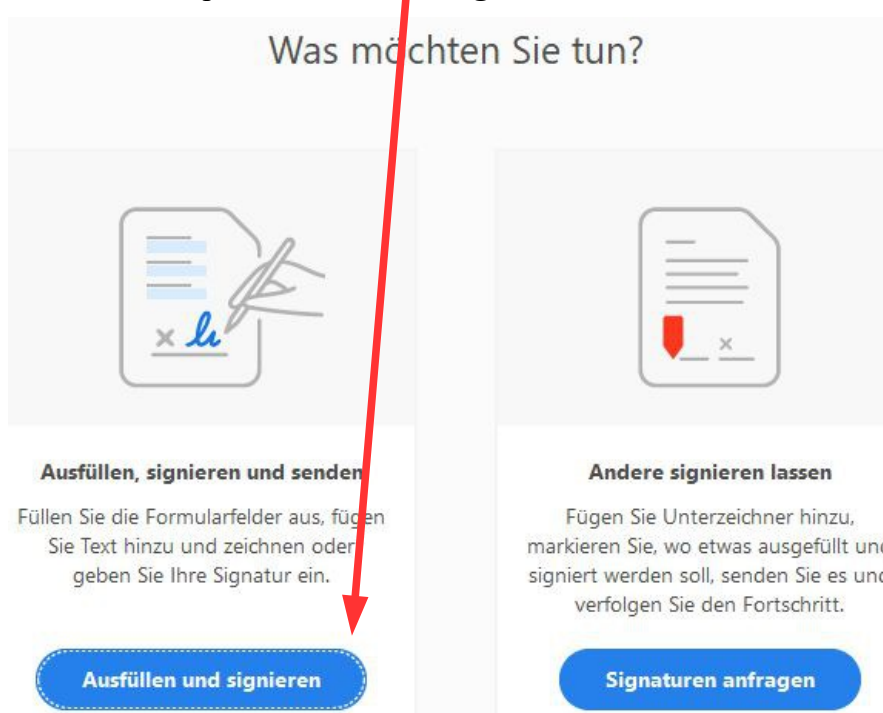 Was möchten Sie tun?
Ausfüllen, signieren und senden
Füllen Sie die Formularfelder aus, fügen
Sie Text hinzu und zeichnen oder
geben Sie Ihre Signatur ein.
Ausfüllen und signieren
Andere signieren lassen
Fügen Sie Unterzeichner hinzu,
markieren Sie, wo etwas ausgefüllt und
signiert werden soll, senden Sie es und
verfolgen Sie den Fortschritt.
Signaturen anfragen